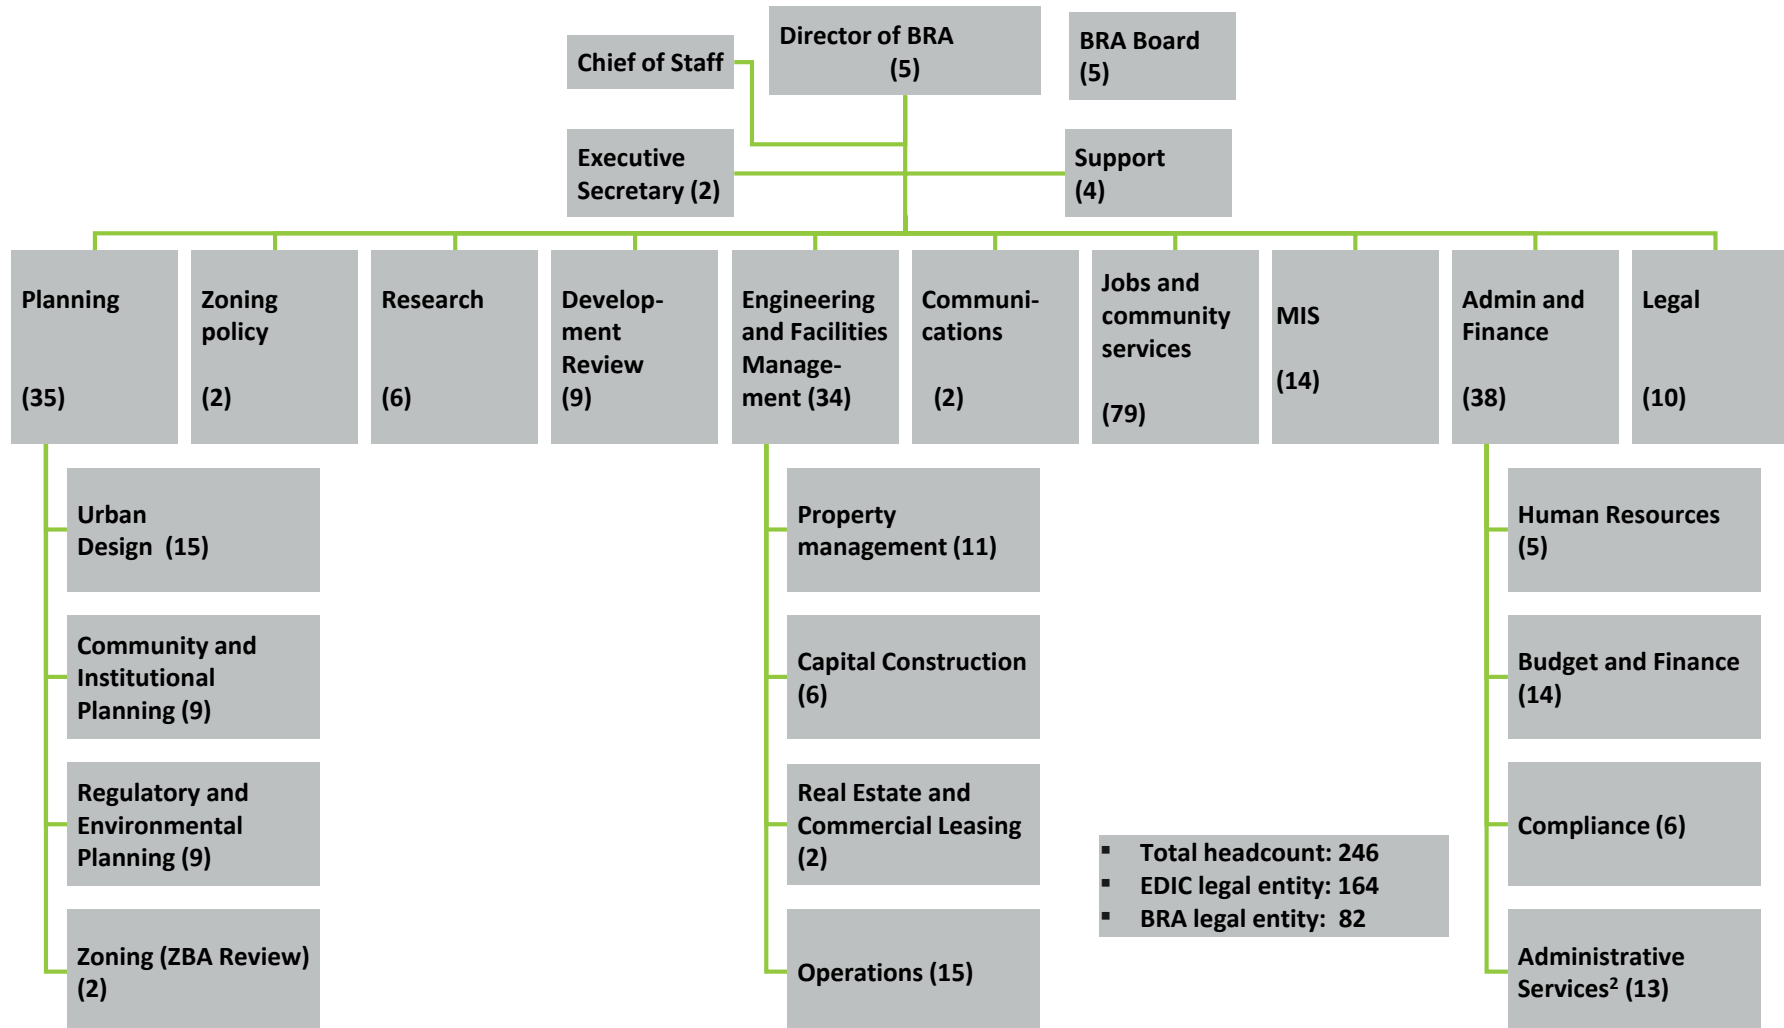 Director of BRA
(5)
BRA Board
(5)
Chief of Staff
Executive
Secretary (2)
Support
(4)
Planning
(35)
Zoning
policy
(2)
Research
(6)
Develop-
ment
Review
(9)
Engineering
and Facilities
Manage-
ment (34)
Communi-
cations
(2)
Jobs and
community
services
(79)
MIS
(14)
Admin and
Finance
(38)
Legal
(10)
Urban
Design (15)
Community and
Institutional
Planning (9)
Regulatory and
Environmental
Planning (9)
Zoning (ZBA Review)
(2)
Property
management (11)
Capital Construction
(6)
Real Estate and
Commercial Leasing
(2)
Operations (15)
▪ Total headcount: 246
▪ EDIC legal entity: 164
▪ BRA legal entity: 82
Human Resources
(5)
Budget and Finance
(14)
Compliance (6)
Administrative
Services² (13)